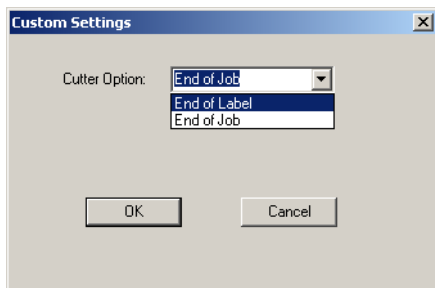 Custom Settings
Cutter Option: End of Job
End of Label
End of Job
OK Cancel